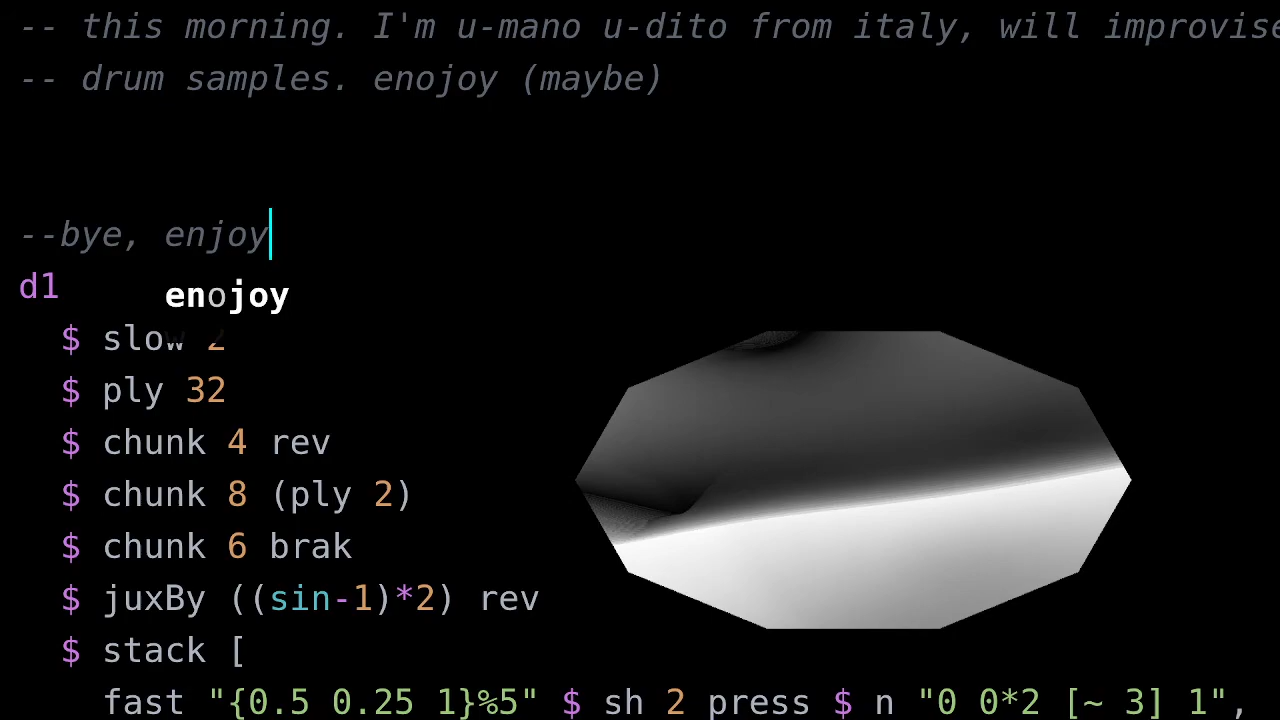 -- this morning. I'm u-mano u-dito from italy, will improvise
-- drum samples. enojoy (maybe)
--bye, enjoy
d1
enojoy
$ slow 2
$ ply 32
$ chunk 4 rev
$ chunk 8 (ply 2)
$ chunk 6 brak
$ juxBy ((sin-1)*2) rev
$ stack [
fast "{0.5 0.25 1}%5" $ sh 2 press $ n "0 0*2 [~ 3] 1",